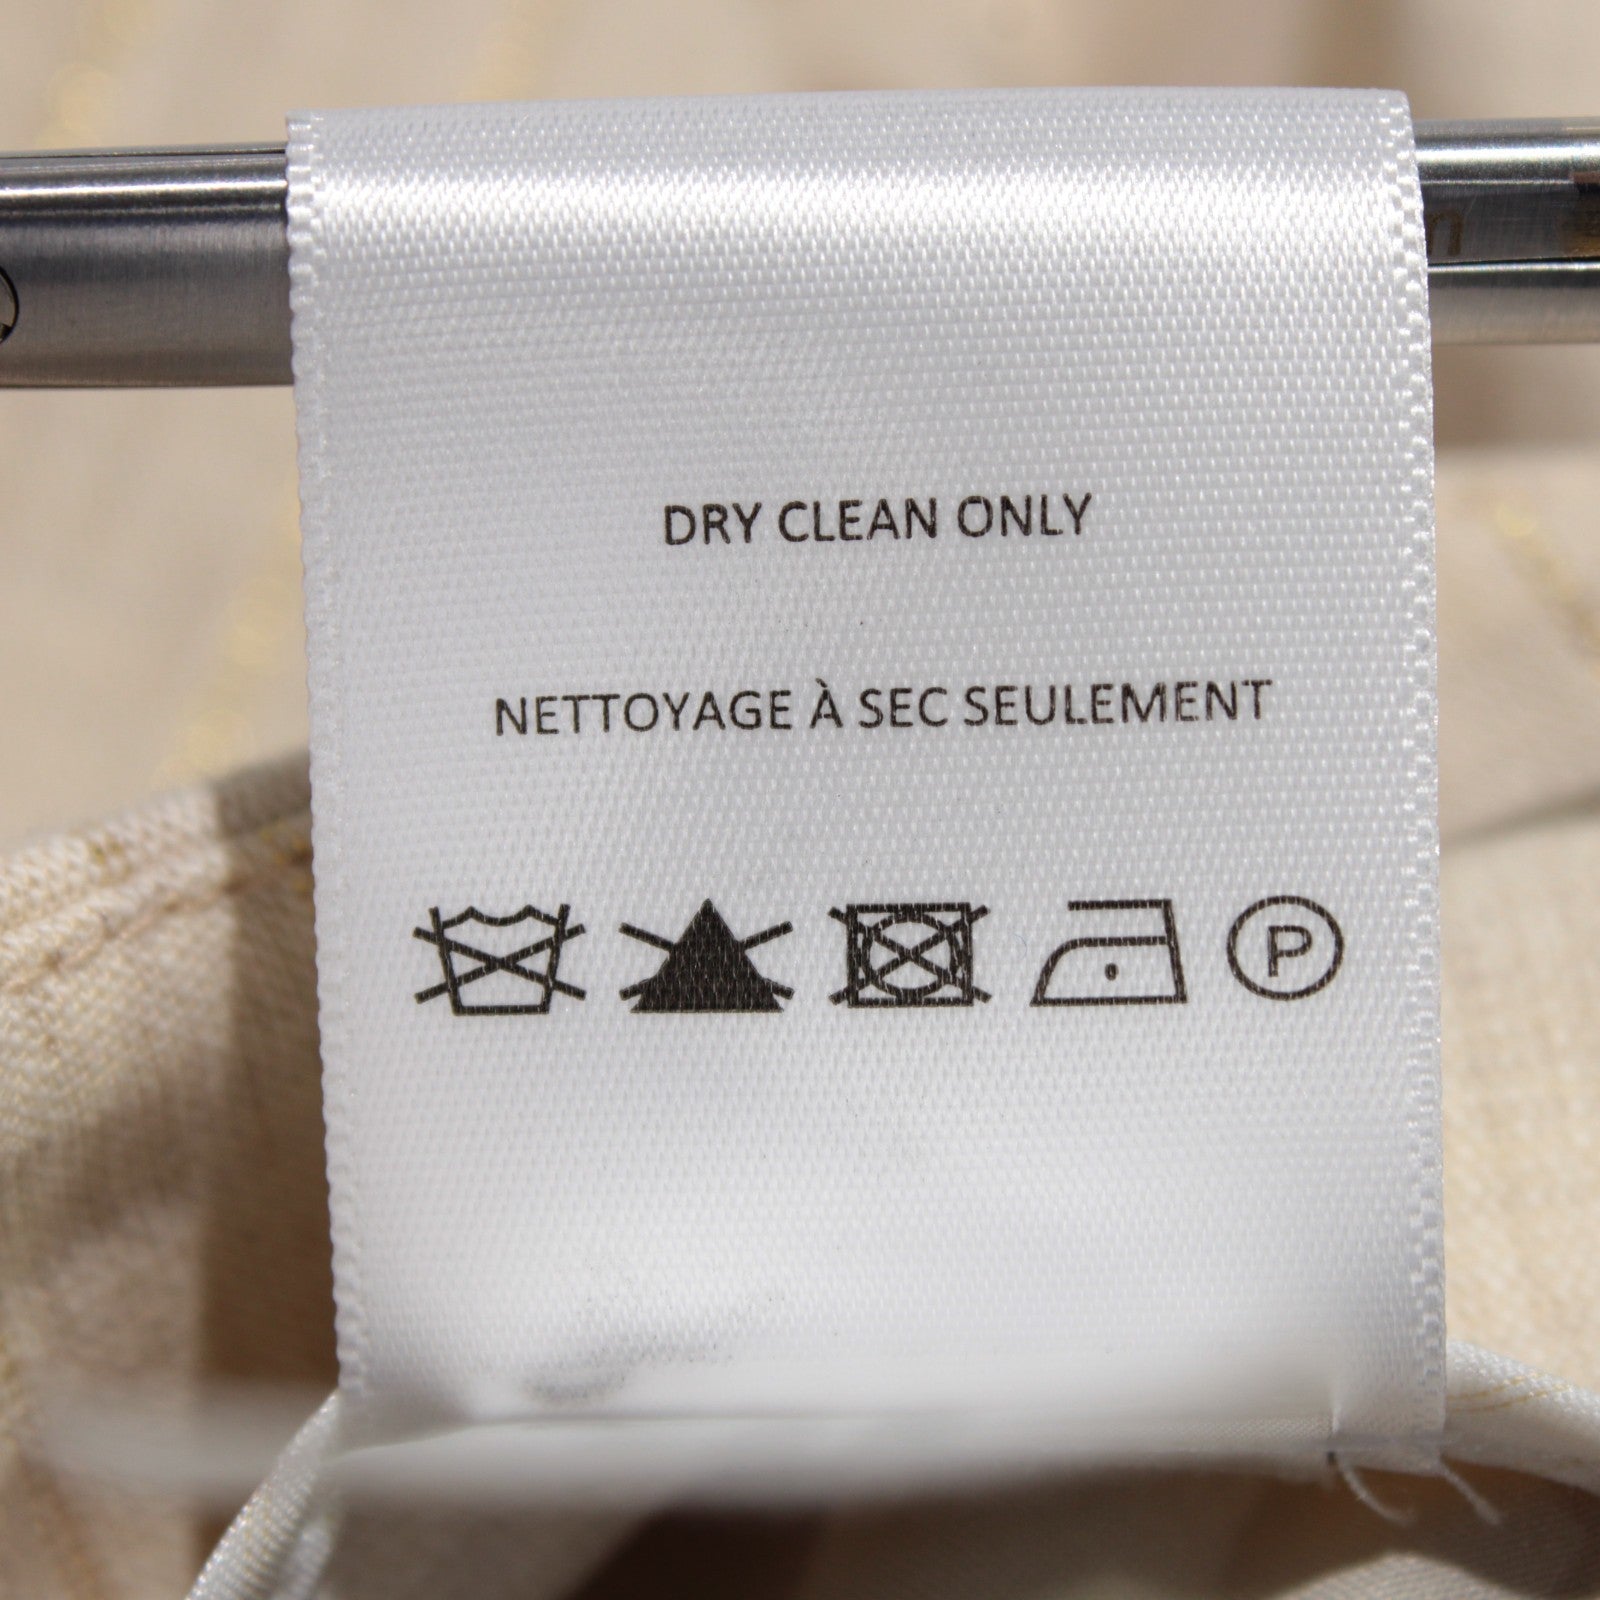 DRY CLEAN ONLY
NETTOYAGE À SEC SEULEMENT
P